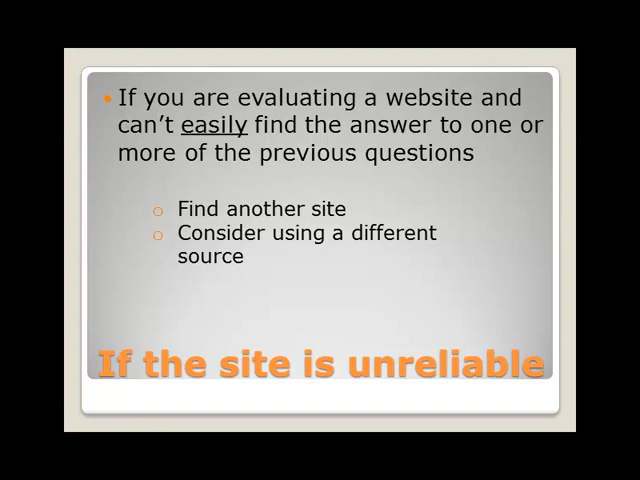 If you are evaluating a website and
can’t easily find the answer to one or
more of the previous questions
Find another site
Consider using a different
source
If the site is unreliable